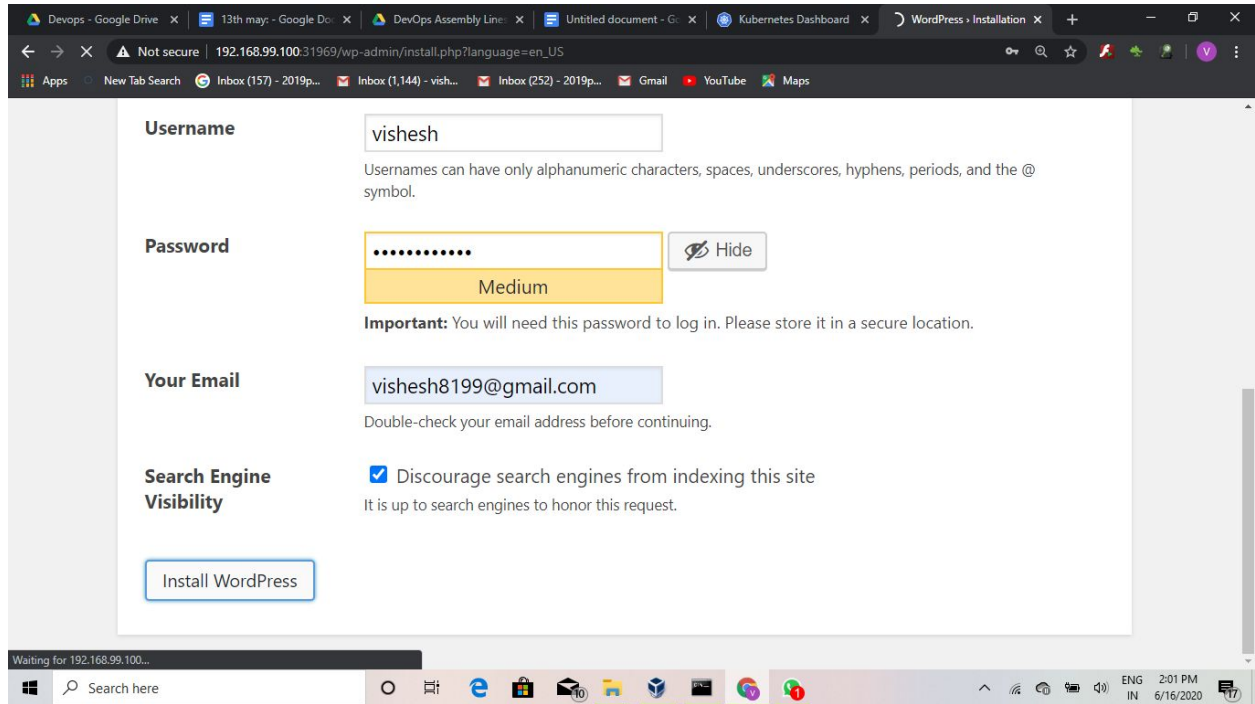 Devops - Google Drive
13th may: - Google Doc
DevOps Assembly Line
Untitled document - G
Kubernetes Dashboard
WordPress › Installation
Not secure | 192.168.99.100:31969/wp-admin/install.php?language=en_US
V
Apps
New Tab Search
Inbox (157) - 2019p...
Inbox (1,144) - vish...
Inbox (252) - 2019p...
Gmail
YouTube
Maps
Username
vishesh
Usernames can have only alphanumeric characters, spaces, underscores, hyphens, periods, and the @
symbol.
Password
Hide
Medium
Important: You will need this password to log in. Please store it in a secure location.
Your Email
vishesh8199@gmail.com
Double-check your email address before continuing.
Search Engine
Visibility
Discourage search engines from indexing this site
It is up to search engines to honor this request.
Install WordPress
Waiting for 192.168.99.100...
Search here
10
ENG
IN
2:01 PM
6/16/2020
17